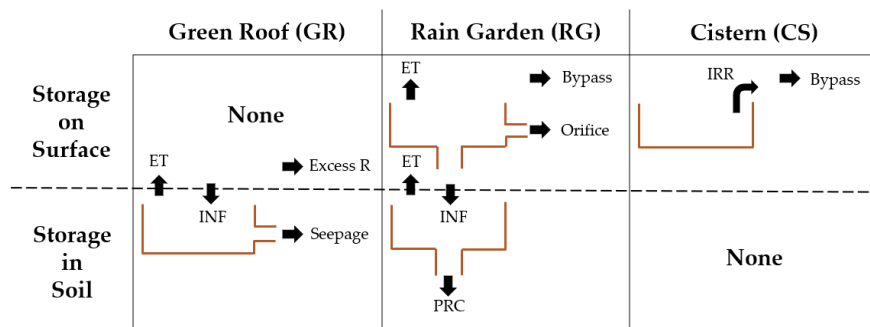 Green Roof (GR)
Rain Garden (RG)
Cistern (CS)
Storage
on
Surface
None
ET
Excess R
ET
Bypass
Orifice
ET
IRR
Bypass
Storage
in
Soil
INF
Seepage
INF
PRC
None